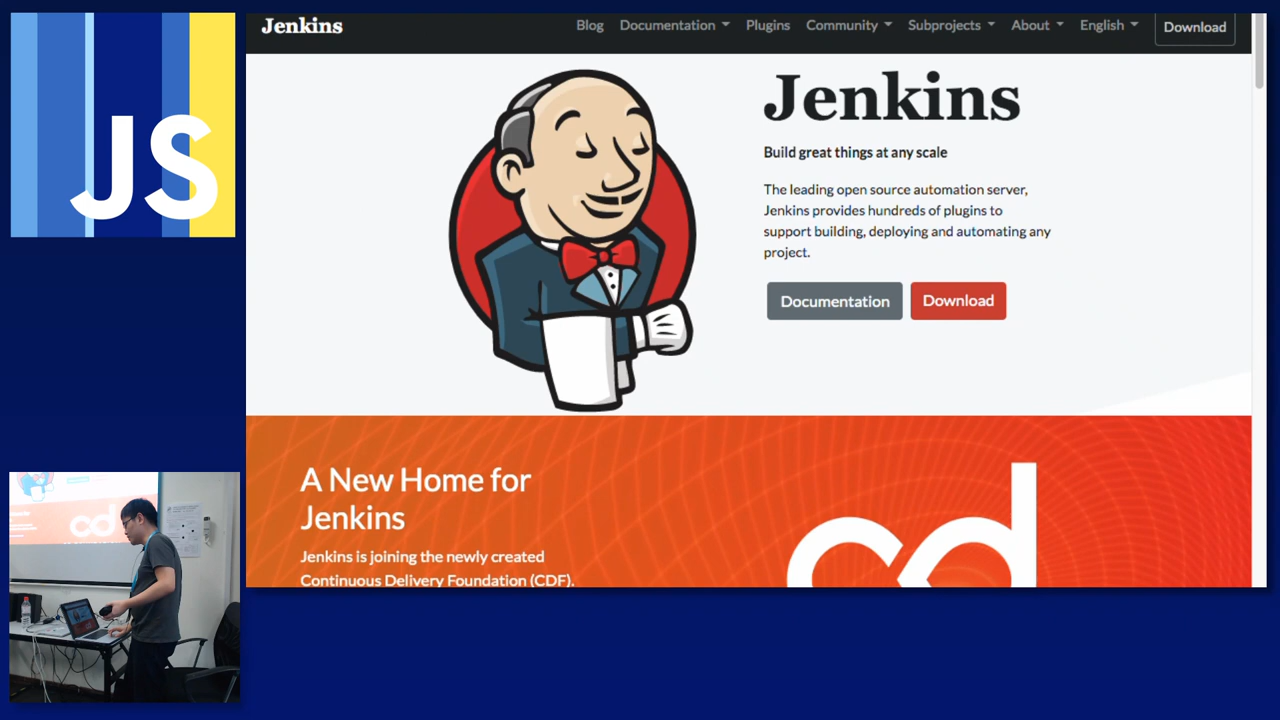 JS
Jenkins
Blog Documentation Plugins Community Subprojects About English Download
Jenkins
Build great things at any scale
The leading open source automation server,
Jenkins provides hundreds of plugins to
support building, deploying and automating any
project.
Documentation Download
A New Home for
Jenkins
Jenkins is joining the newly created
Continuous Delivery Foundation (CDF).
cd
cd